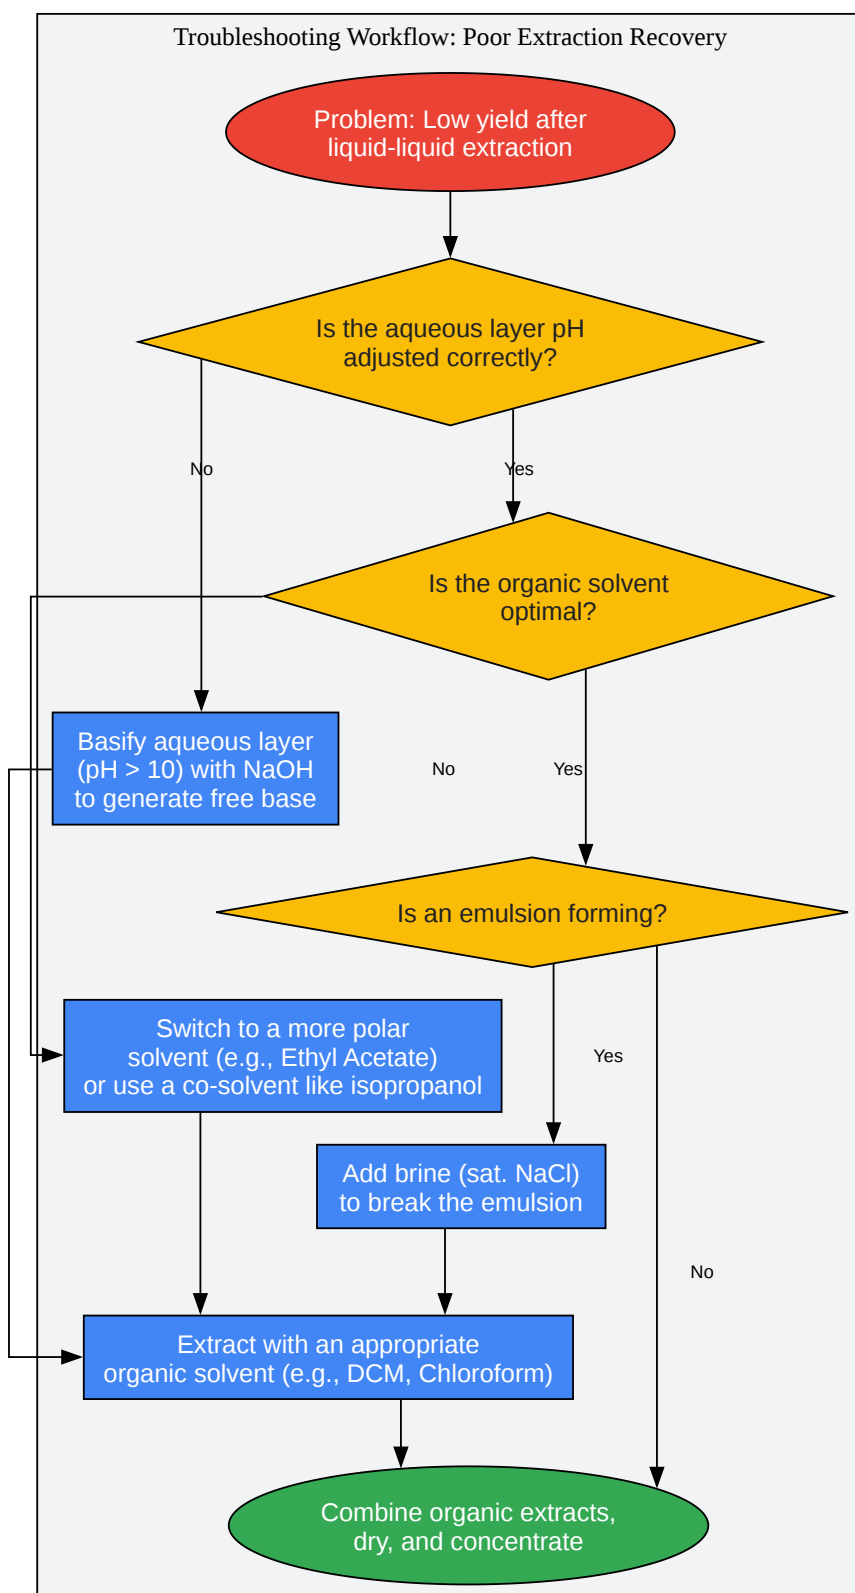 Troubleshooting Workflow: Poor Extraction Recovery
Problem: Low yield after
liquid-liquid extraction
Is the aqueous layer pH
adjusted correctly?
No
Yes
Is the organic solvent
optimal?
Basify aqueous layer
(pH > 10) with NaOH
to generate free base
No
Yes
Is an emulsion forming?
Switch to a more polar
solvent (e.g., Ethyl Acetate)
or use a co-solvent like isopropanol
Yes
Add brine (sat. NaCl)
to break the emulsion
No
Extract with an appropriate
organic solvent (e.g., DCM, Chloroform)
Combine organic extracts,
dry, and concentrate